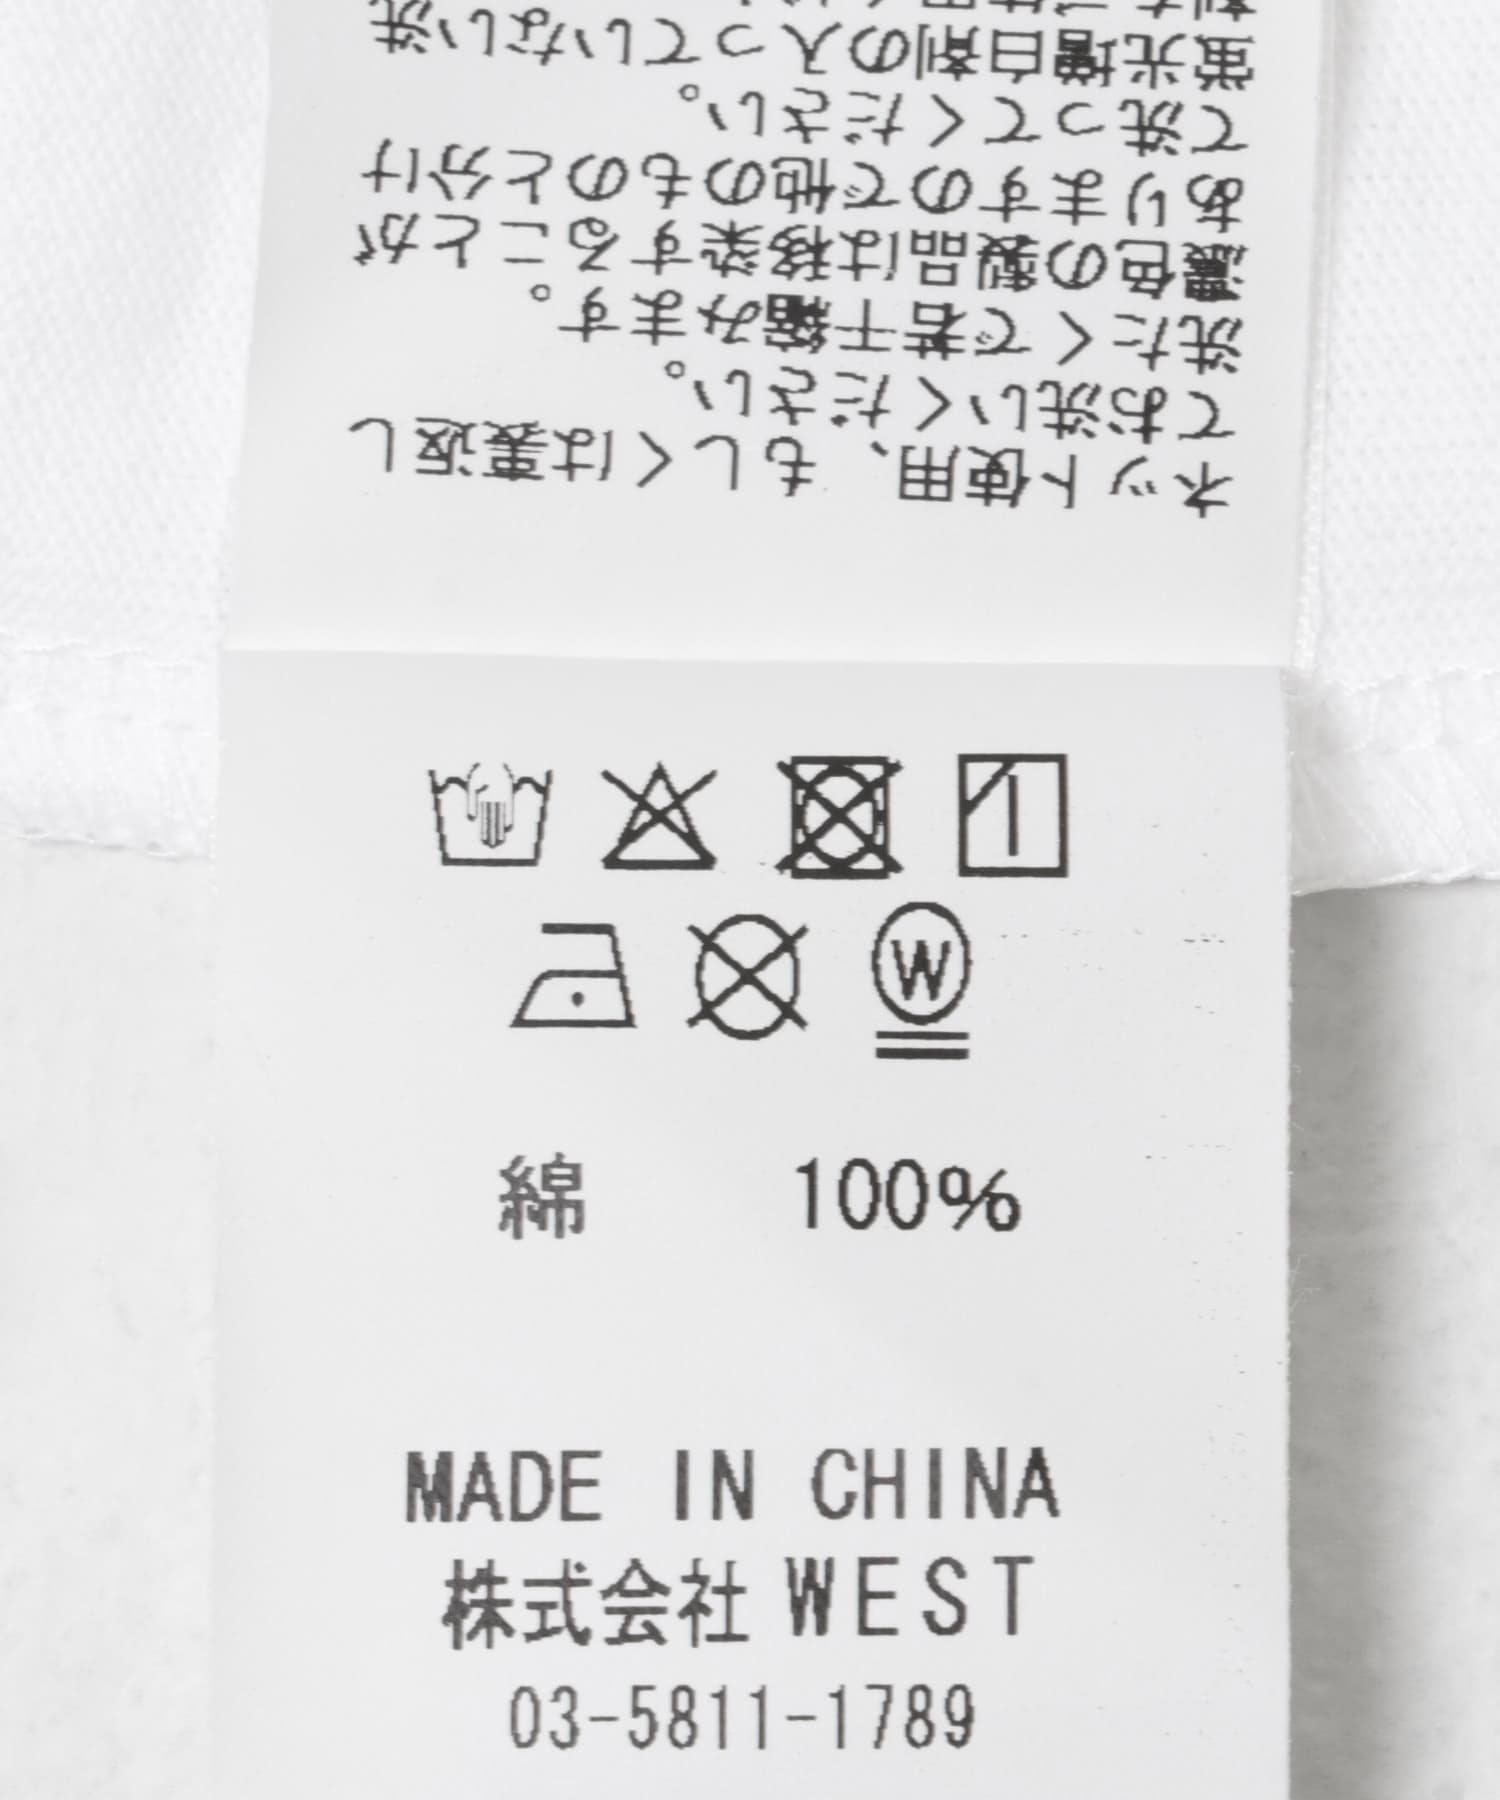 ネット使用、もしくは裏返し
てお洗いください。
洗たくで若干縮みます。
濃色の製品は移染することが
ありますので他のものと分け
て洗ってください。
蛍光増白剤の入っていない洗
W
綿 100%
MADE IN CHINA
株式会社WEST
03-5811-1789